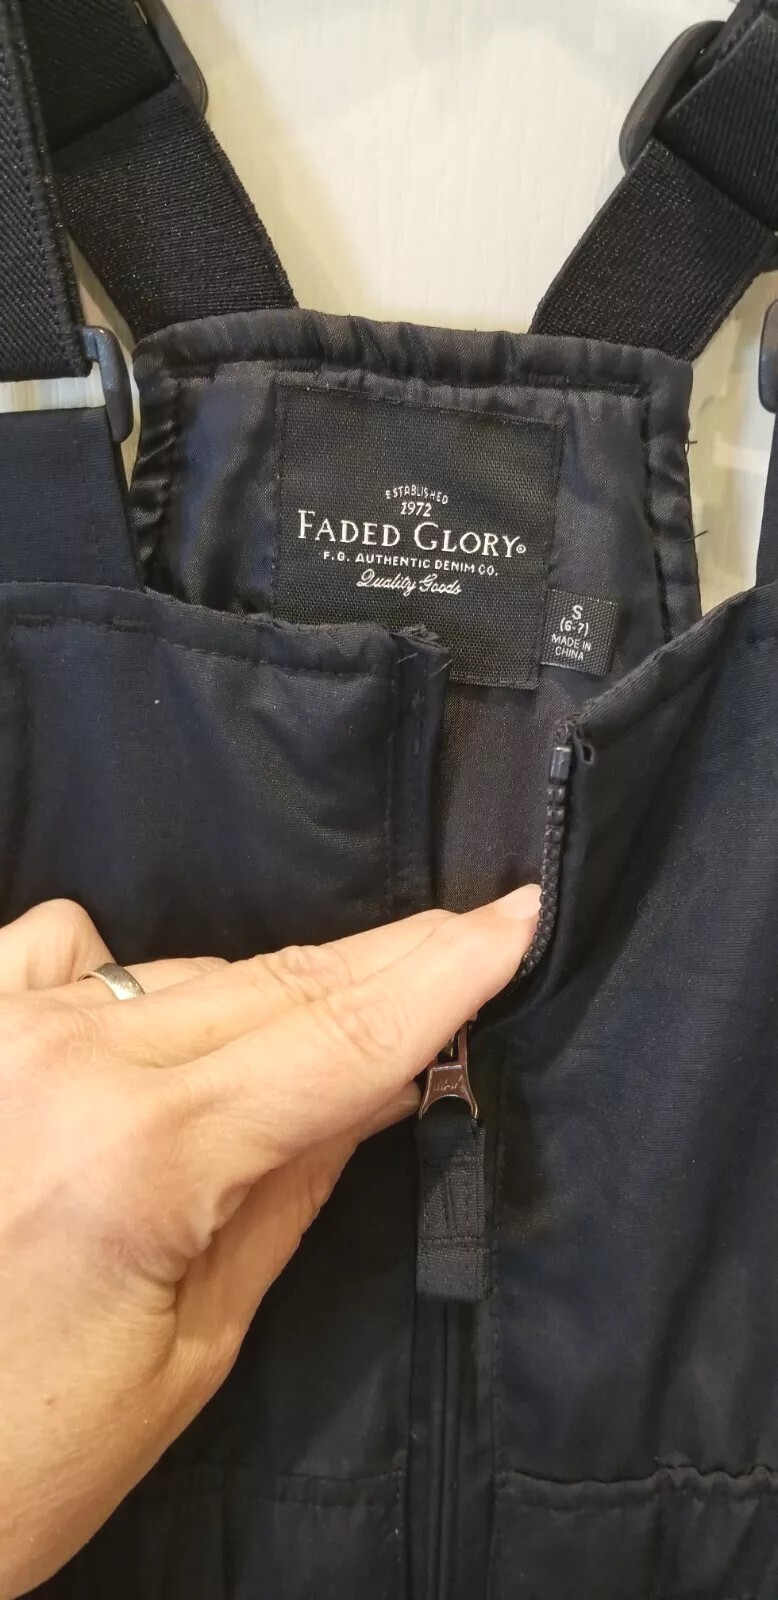 ESTABLISHED
1972
FADED GLORY®
F.G. AUTHENTIC DENIM CO.
Quality Goods
S
(6-7)
MADE IN
CHINA